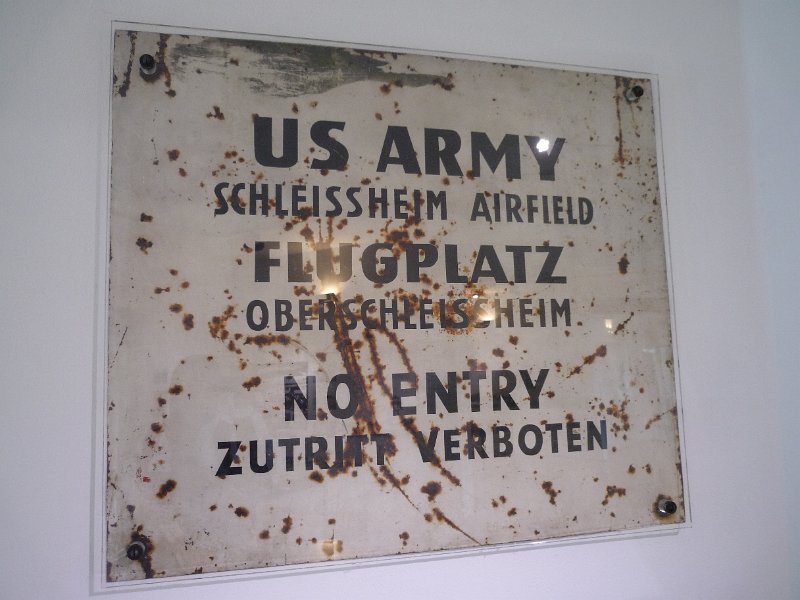 US ARMY
SCHLEISSHEIM AIRFIELD
FLUGPLATZ
OBERSCHLEISSHEIM
NO ENTRY
ZUTRITT VERBOTEN